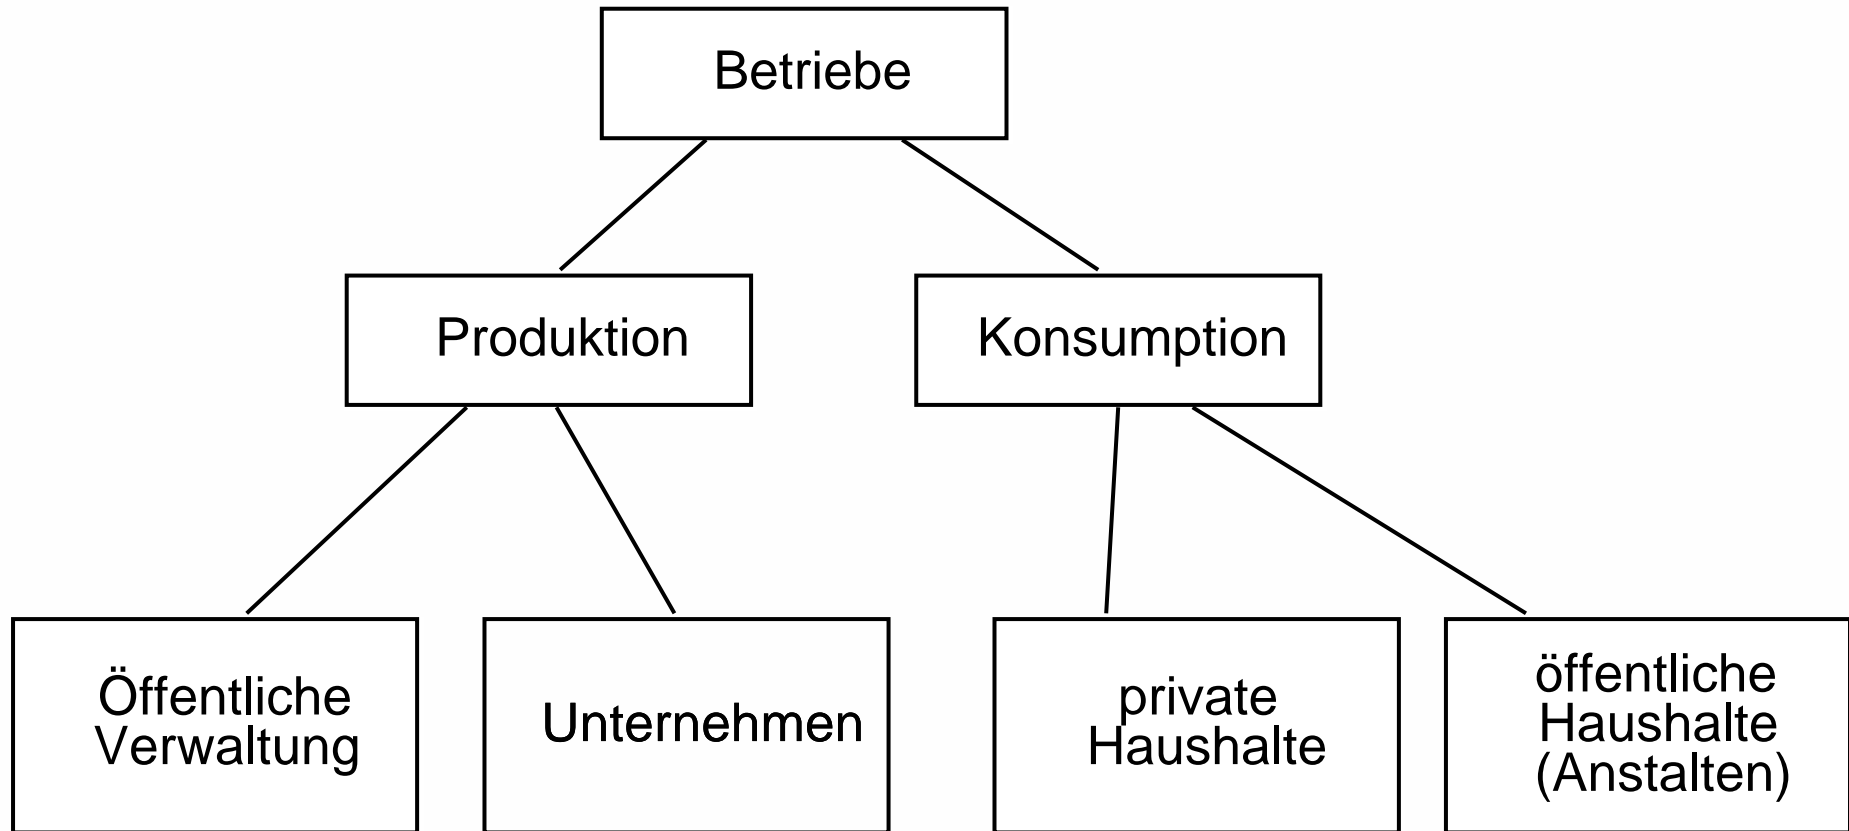 Betriebe
Produktion
Konsumption
Öffentliche
Verwaltung
Unternehmen
private
Haushalte
öffentliche
Haushalte
(Anstalten)